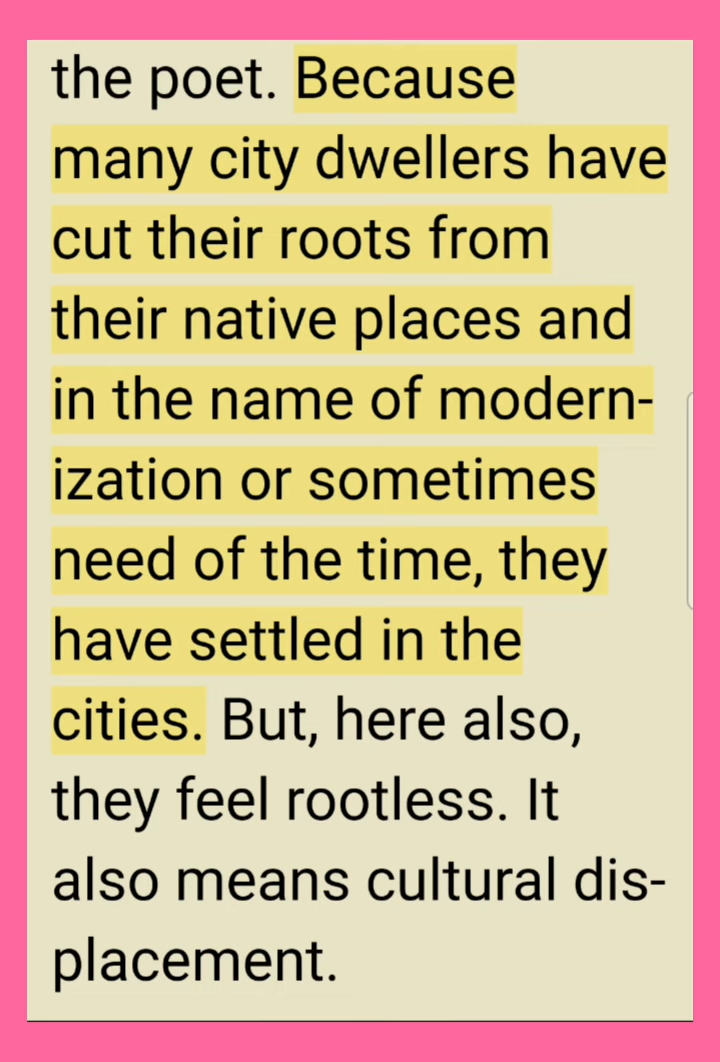 the poet. Because
many city dwellers have
cut their roots from
their native places and
in the name of modern-
ization or sometimes
need of the time, they
have settled in the
cities. But, here also,
they feel rootless. It
also means cultural dis-
placement.